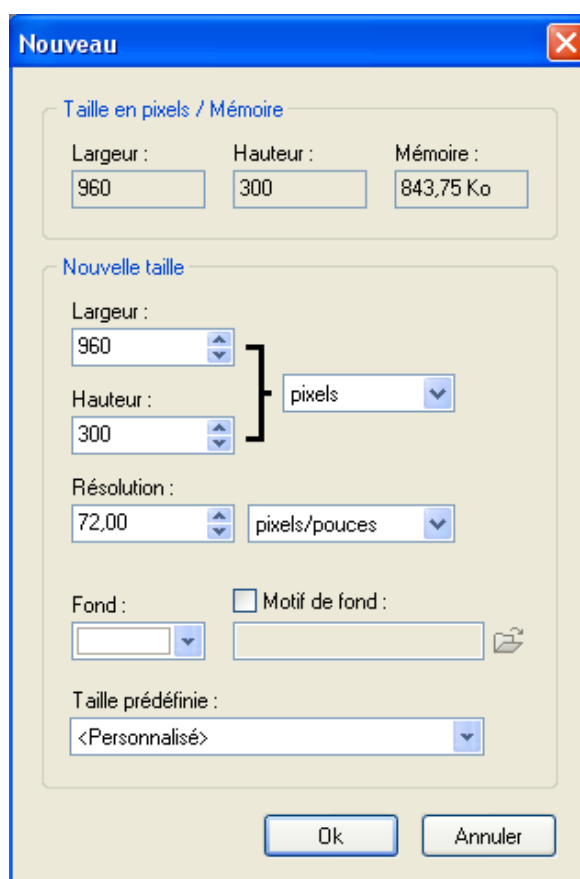 Nouveau
Taille en pixels / Mémoire
Largeur : Hauteur : Mémoire :
960 300 843,75 Ko
Nouvelle taille
Largeur :
960
pixels
Hauteur :
300
Résolution :
72,00 pixels/pouces
Fond : Motif de fond :
Taille prédéfinie :
<Personnalisé>
Ok Annuler